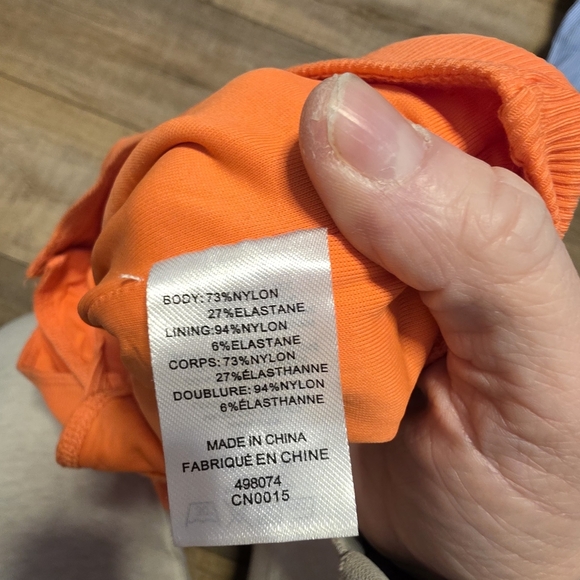 BODY: 73%NYLON
27%ELASTANE
LINING:94%NYLON
6%ELASTANE
CORPS: 73%NYLON
27%ÉLASTHANNE
DOUBLURE: 94%NYLON
6%ÉLASTHANNE
MADE IN CHINA
FABRIQUÉ EN CHINE
498074
CN0015